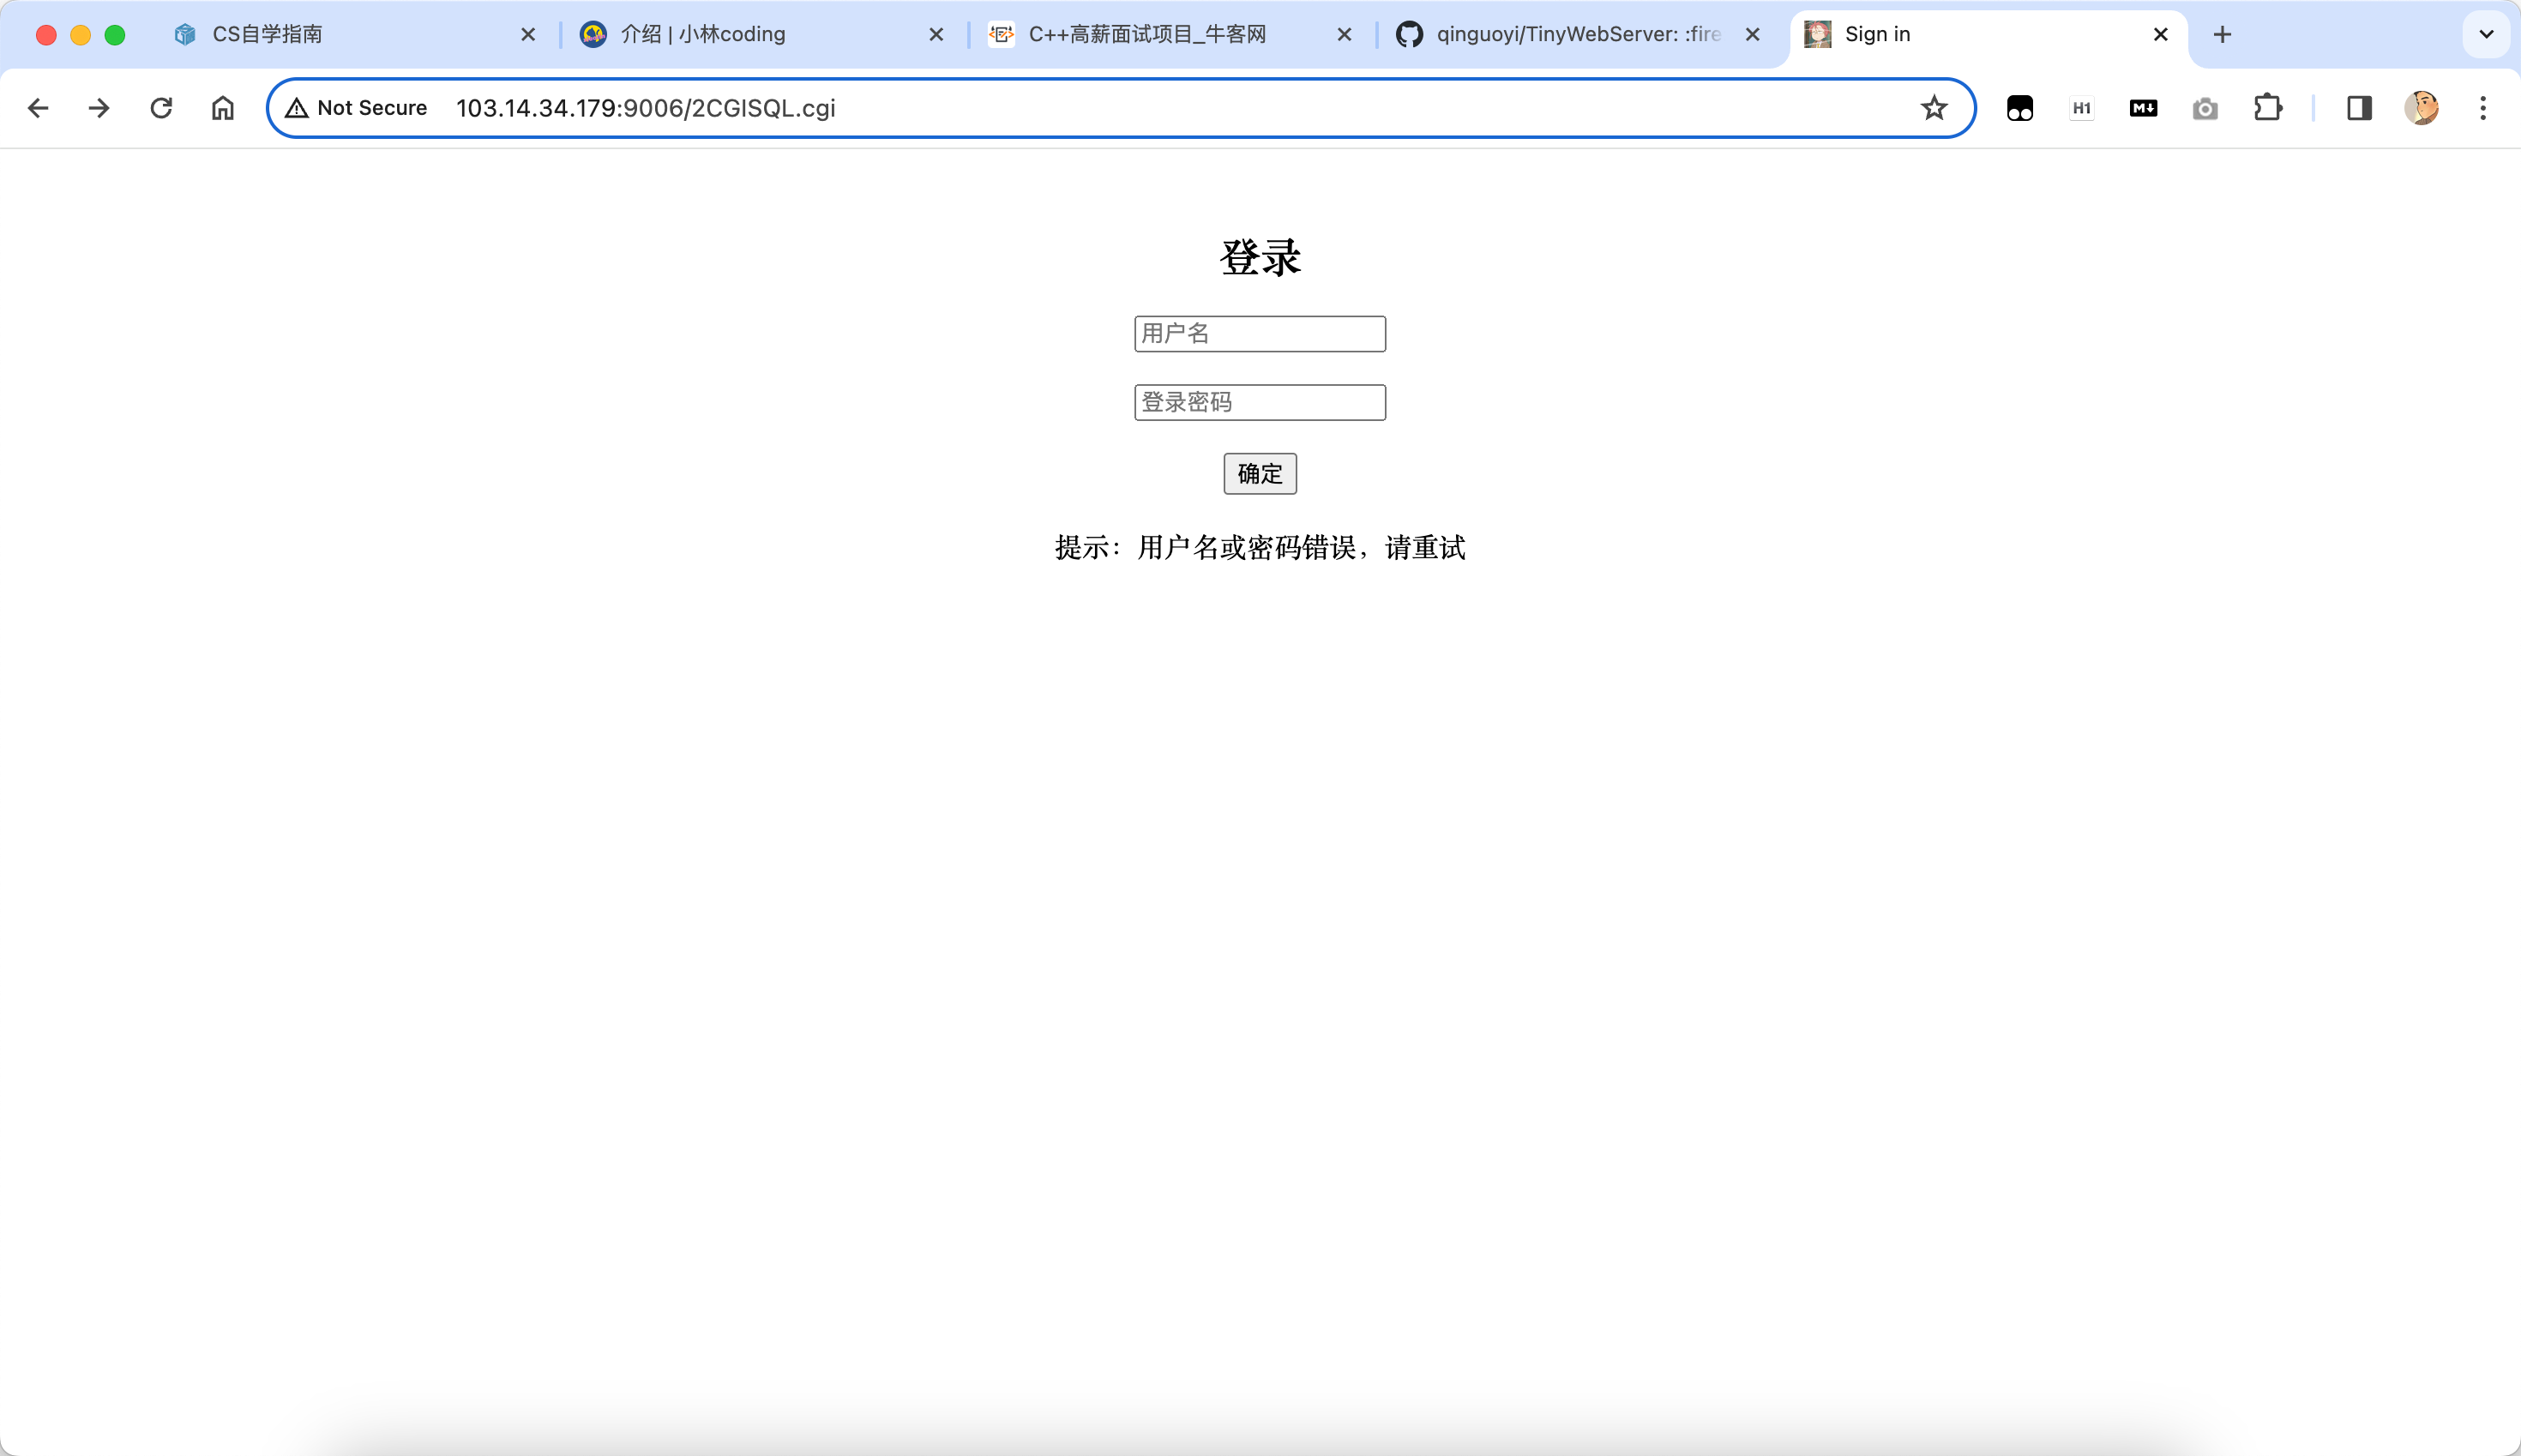 CS自学指南
介绍 | 小林coding
C++高薪面试项目_牛客网
qinguoyi/TinyWebServer: :fire
Sign in
Not Secure
103.14.34.179:9006/2CGISQL.cgi
H1
M
登录
用户名
登录密码
确定
提示：用户名或密码错误，请重试